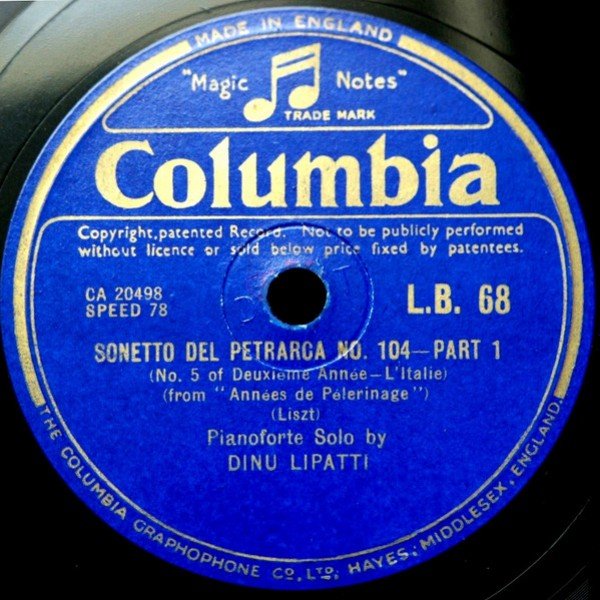 MADE IN ENGLAND
"Magic Notes"
TRADE MARK
Columbia
Copyright, patented Record. Not to be publicly performed
without licence or sold below price fixed by patentees.
CA 20498
SPEED 78
L.B. 68
SONETTO DEL PETRARCA NO. 104—PART 1
(No. 5 of Deuxième Année—L'Italie)
(from "Années de Pélerinage")
(Liszt)
Pianoforte Solo by
DINU LIPATTI
THE COLUMBIA GRAPHOPHONE CO., LTD. HAYES, MIDDLESEX, ENGLAND.